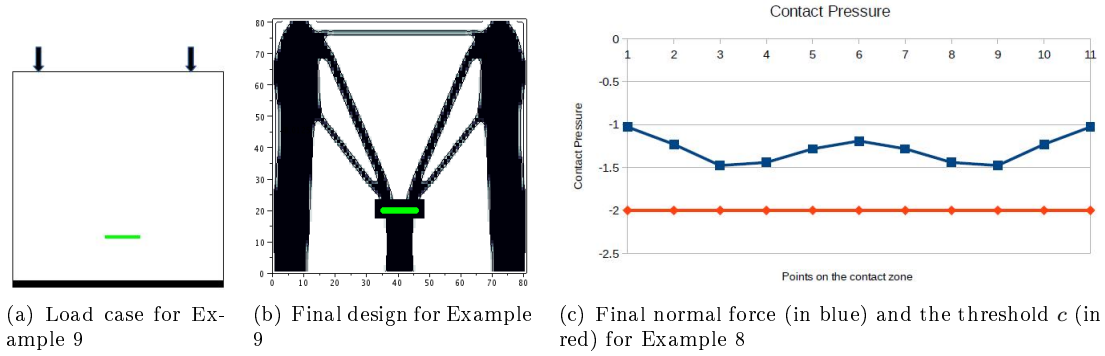 Contact Pressure
0
1 2 3 4 5 6 7 8 9 10 11
-0.5
-1
-1.5
-2
-2.5
Contact Pressure
Points on the contact zone
80
70
60
50
40
30
20
10
0
0 10 20 30 40 50 60 70 80
(a) Load case for Ex-
ample 9
(b) Final design for Example
9
(c) Final normal force (in blue) and the threshold c (in
red) for Example 8